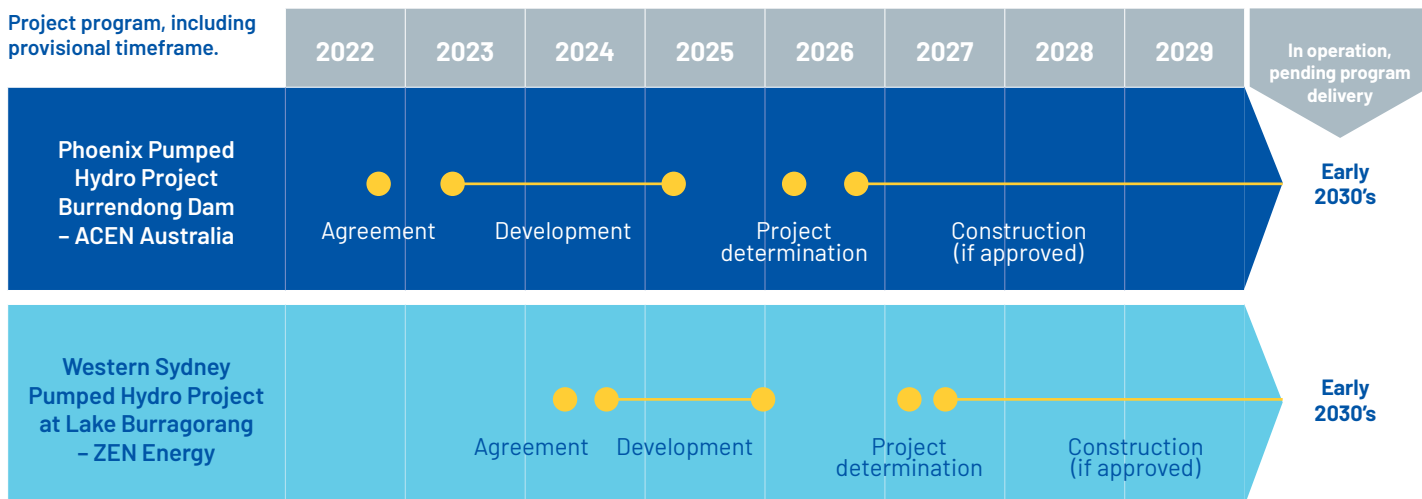 Project program, including
provisional timeframe.
2022
2023
2024
2025
2026
2027
2028
2029
In operation,
pending program
delivery
Phoenix Pumped
Hydro Project
Burrendong Dam
– ACEN Australia
Agreement
Development
Project
determination
Construction
(if approved)
Early
2030's
Western Sydney
Pumped Hydro Project
at Lake Burragorang
– ZEN Energy
Agreement
Development
Project
determination
Construction
(if approved)
Early
2030's